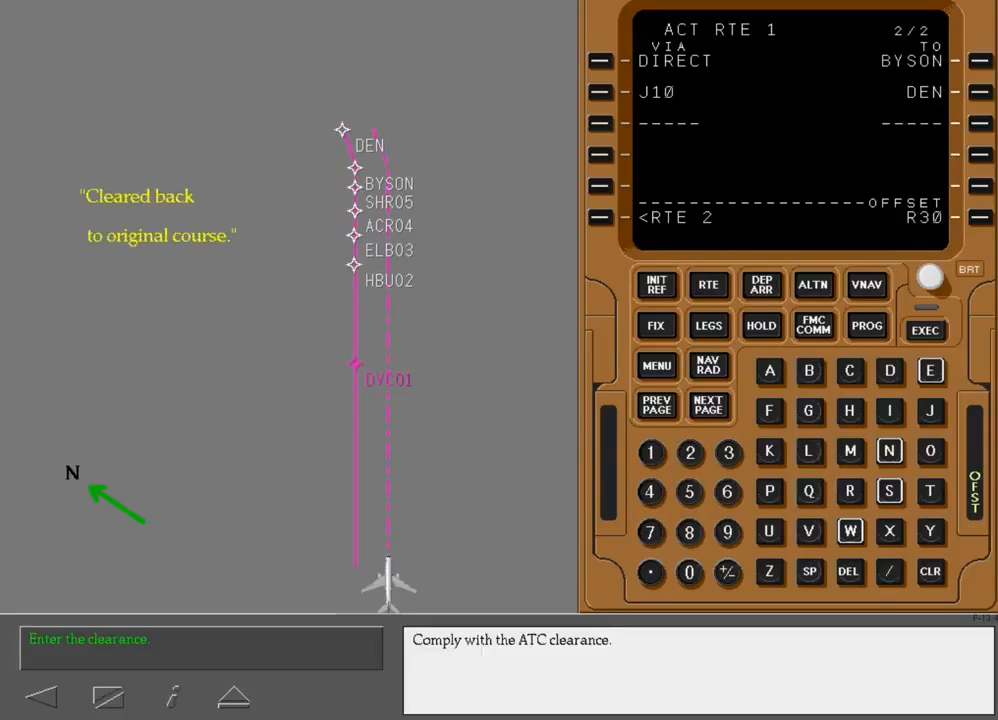 "Cleared back
to original course."
DEN
BYSON
SHR05
ACR04
ELB03
HBU02
DVC01
N
ACT RTE 1 2/2
VIA TO
DIRECT BYSON
J10 DEN
----- -----
------------------OFFSET
<RTE 2 R30
BRT
INIT REF RTE DEP ARR ALTN VNAV
FIX LEGS HOLD FMC COMM PROG EXEC
MENU NAV RAD
PREV PAGE NEXT PAGE
A B C D E
F G H I J
1 2 3 K L M N O
4 5 6 P Q R S T
7 8 9 U V W X Y
. 0 +/- Z SP DEL / CLR
OFST
Enter the clearance.
Comply with the ATC clearance.
i